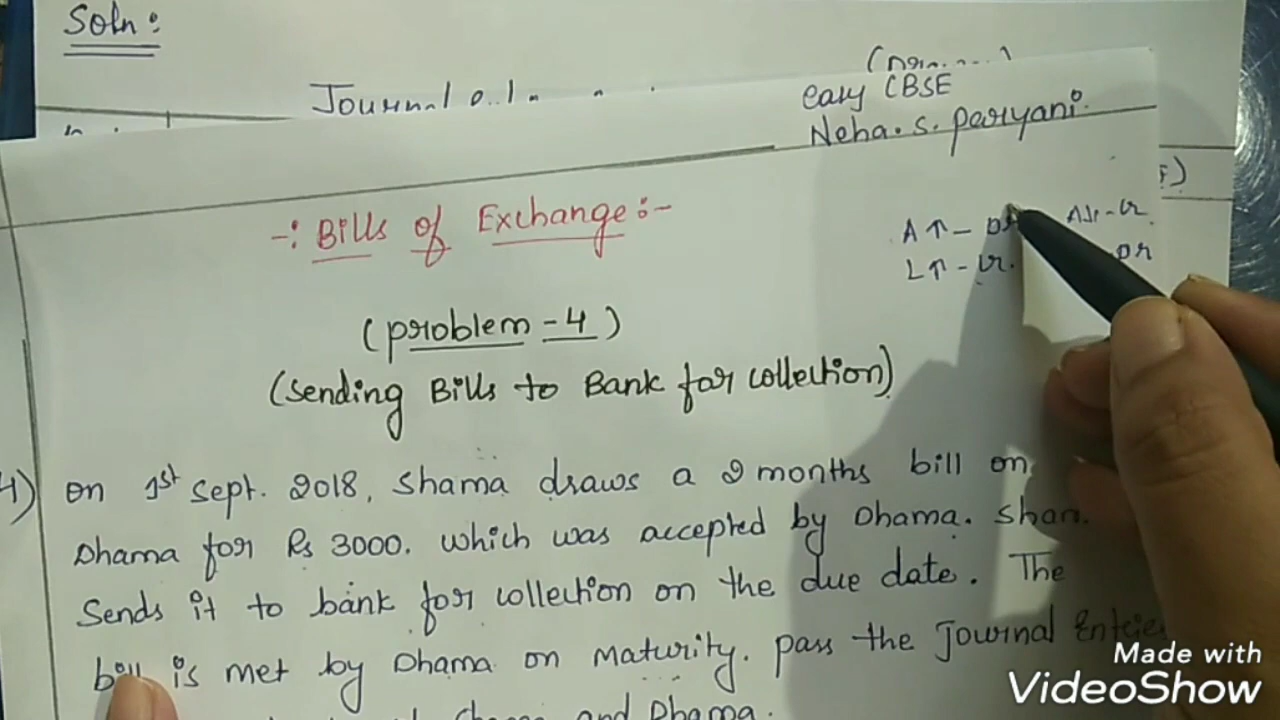 Soln :
Journal
easy CBSE
Neha. S. Paryani.
-: Bills of Exchange :-
A↑ - Dr
L↑ - Cr.
Dr
(problem - 4)
(Sending Bills to Bank for collection)
4) On 1st Sept. 2018, Shama draws a 2 months bill on
Dhama for Rs 3000. which was accepted by Dhama.
Sends it to bank for collection on the due date. The
bill is met by Dhama on maturity. pass the Journal
and Dhama.
Made with
VideoShow